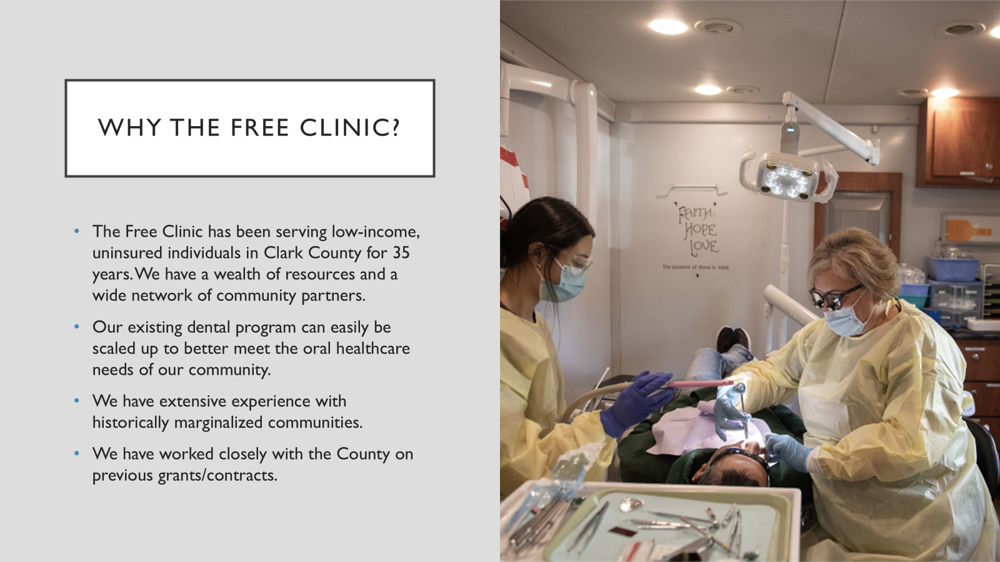 WHY THE FREE CLINIC?
• The Free Clinic has been serving low-income,
uninsured individuals in Clark County for 35
years. We have a wealth of resources and a
wide network of community partners.
• Our existing dental program can easily be
scaled up to better meet the oral healthcare
needs of our community.
• We have extensive experience with
historically marginalized communities.
• We have worked closely with the County on
previous grants/contracts.
FAITH
HOPE
LOVE
The Greatest of these is LOVE